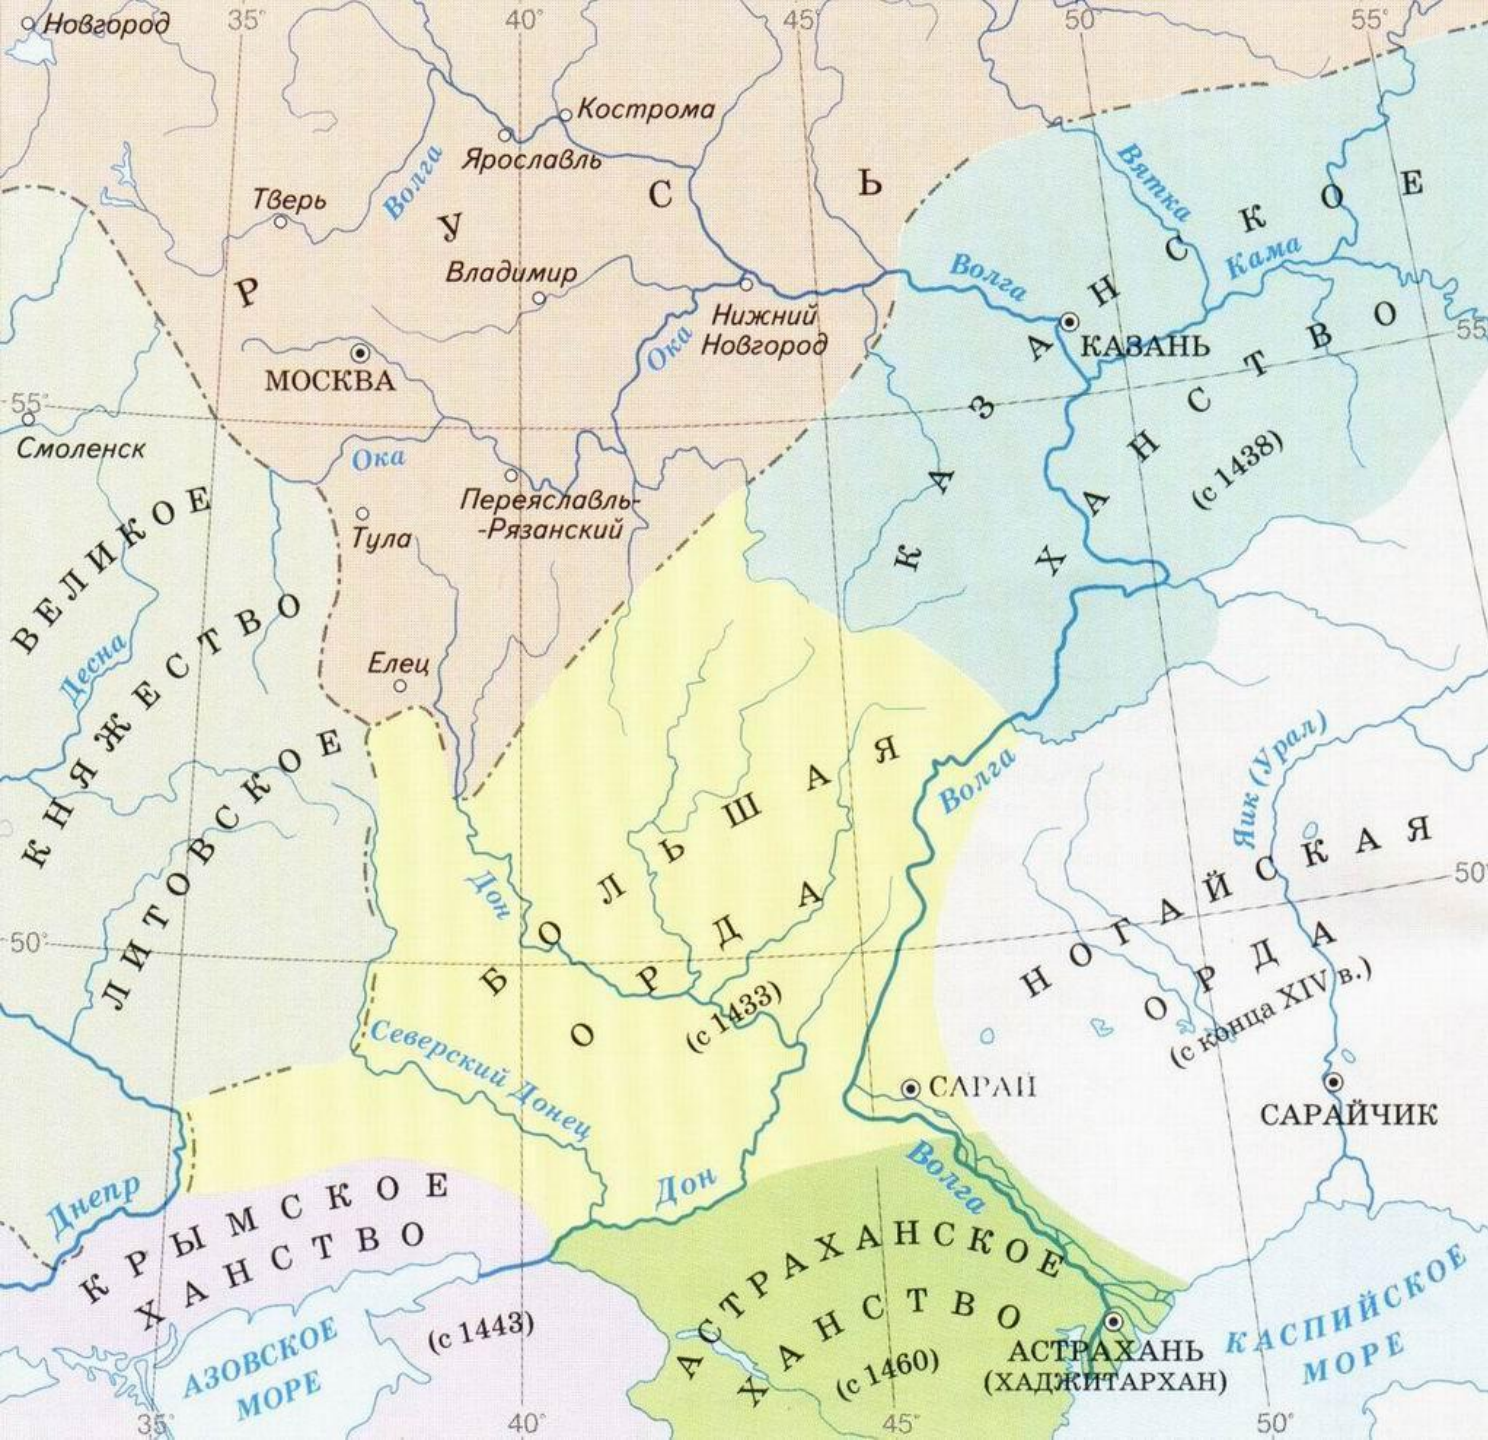 35°
40°
45°
50°
55°
Новгород
Кострома
Ярославль
Волга
Вятка
Тверь
РУСЬ
Владимир
Волга
Кама
Нижний
Новгород
Ока
МОСКВА
КАЗАНЬ
КАЗАНСКОЕ
ХАНСТВО
(с 1438)
55°
55°
Смоленск
Ока
Переяславль-
-Рязанский
Тула
ВЕЛИКОЕ
КНЯЖЕСТВО
ЛИТОВСКОЕ
Десна
Елец
Волга
Яик (Урал)
БОЛЬШАЯ
ОРДА
(с 1433)
Дон
НОГАЙСКАЯ
ОРДА
(с конца XIV в.)
50°
50°
Северский Донец
САРАЙ
САРАЙЧИК
Днепр
Дон
Волга
КРЫМСКОЕ
ХАНСТВО
(с 1443)
АСТРАХАНСКОЕ
ХАНСТВО
(с 1460)
АСТРАХАНЬ
(ХАДЖИТАРХАН)
АЗОВСКОЕ
МОРЕ
КАСПИЙСКОЕ
МОРЕ
35°
40°
45°
50°